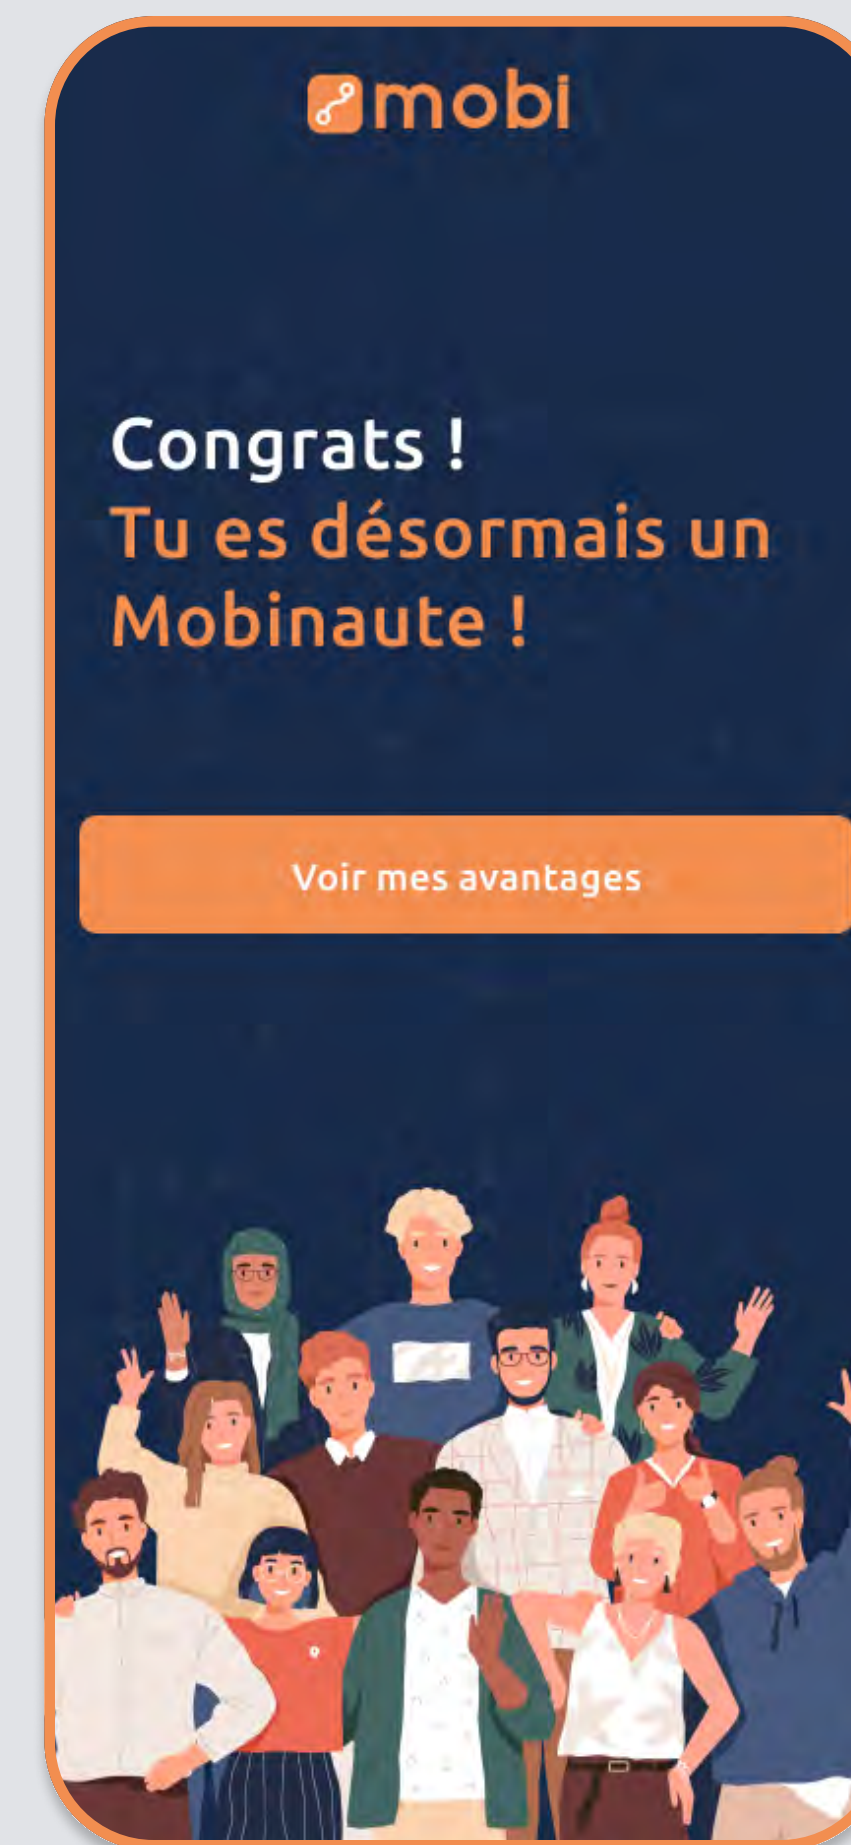 mobi
Congrats !
Tu es désormais un
Mobinaute !
Voir mes avantages